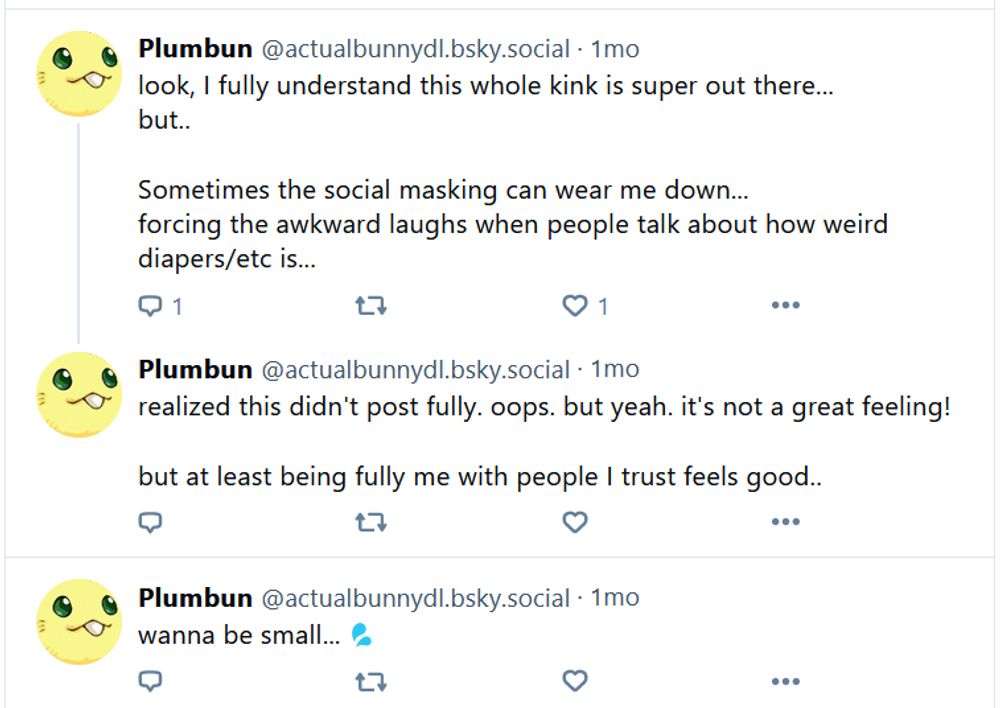 Plumbun @actualbunnydl.bsky.social · 1mo
look, I fully understand this whole kink is super out there...
but..
Sometimes the social masking can wear me down...
forcing the awkward laughs when people talk about how weird
diapers/etc is...
1 1
Plumbun @actualbunnydl.bsky.social · 1mo
realized this didn't post fully. oops. but yeah. it's not a great feeling!
but at least being fully me with people I trust feels good..
Plumbun @actualbunnydl.bsky.social · 1mo
wanna be small... 💦